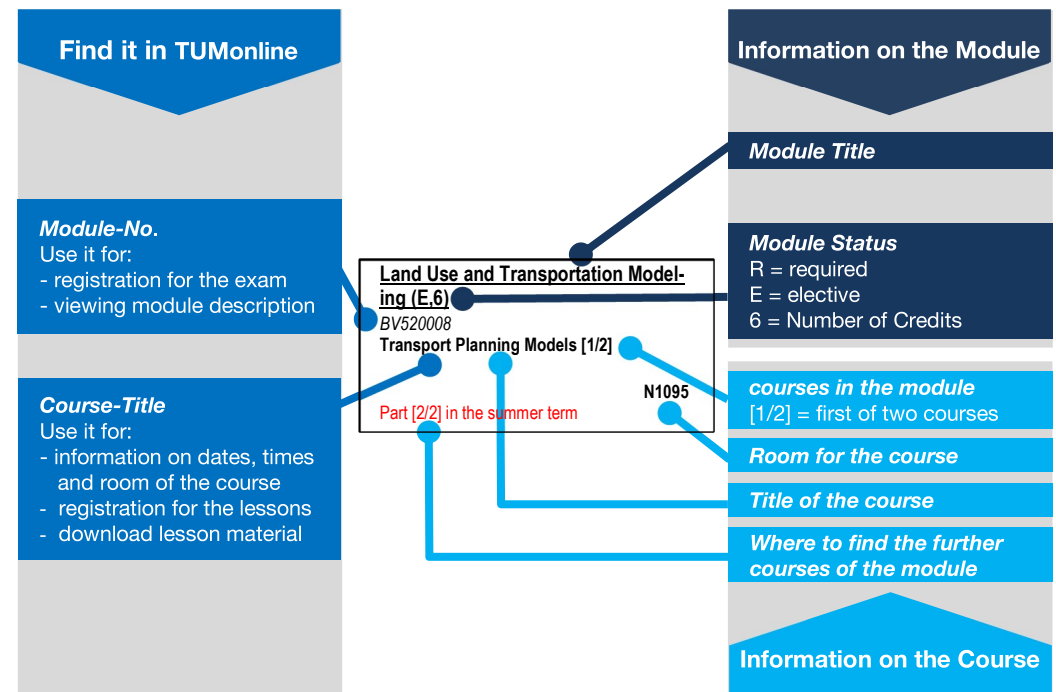 Find it in TUMonline
Module-No.
Use it for:
- registration for the exam
- viewing module description
Course-Title
Use it for:
- information on dates, times
and room of the course
- registration for the lessons
- download lesson material
Land Use and Transportation Model-
ing (E,6)
BV520008
Transport Planning Models [1/2]
N1095
Part [2/2] in the summer term
Information on the Module
Module Title
Module Status
R = required
E = elective
6 = Number of Credits
courses in the module
[1/2] = first of two courses
Room for the course
Title of the course
Where to find the further
courses of the module
Information on the Course